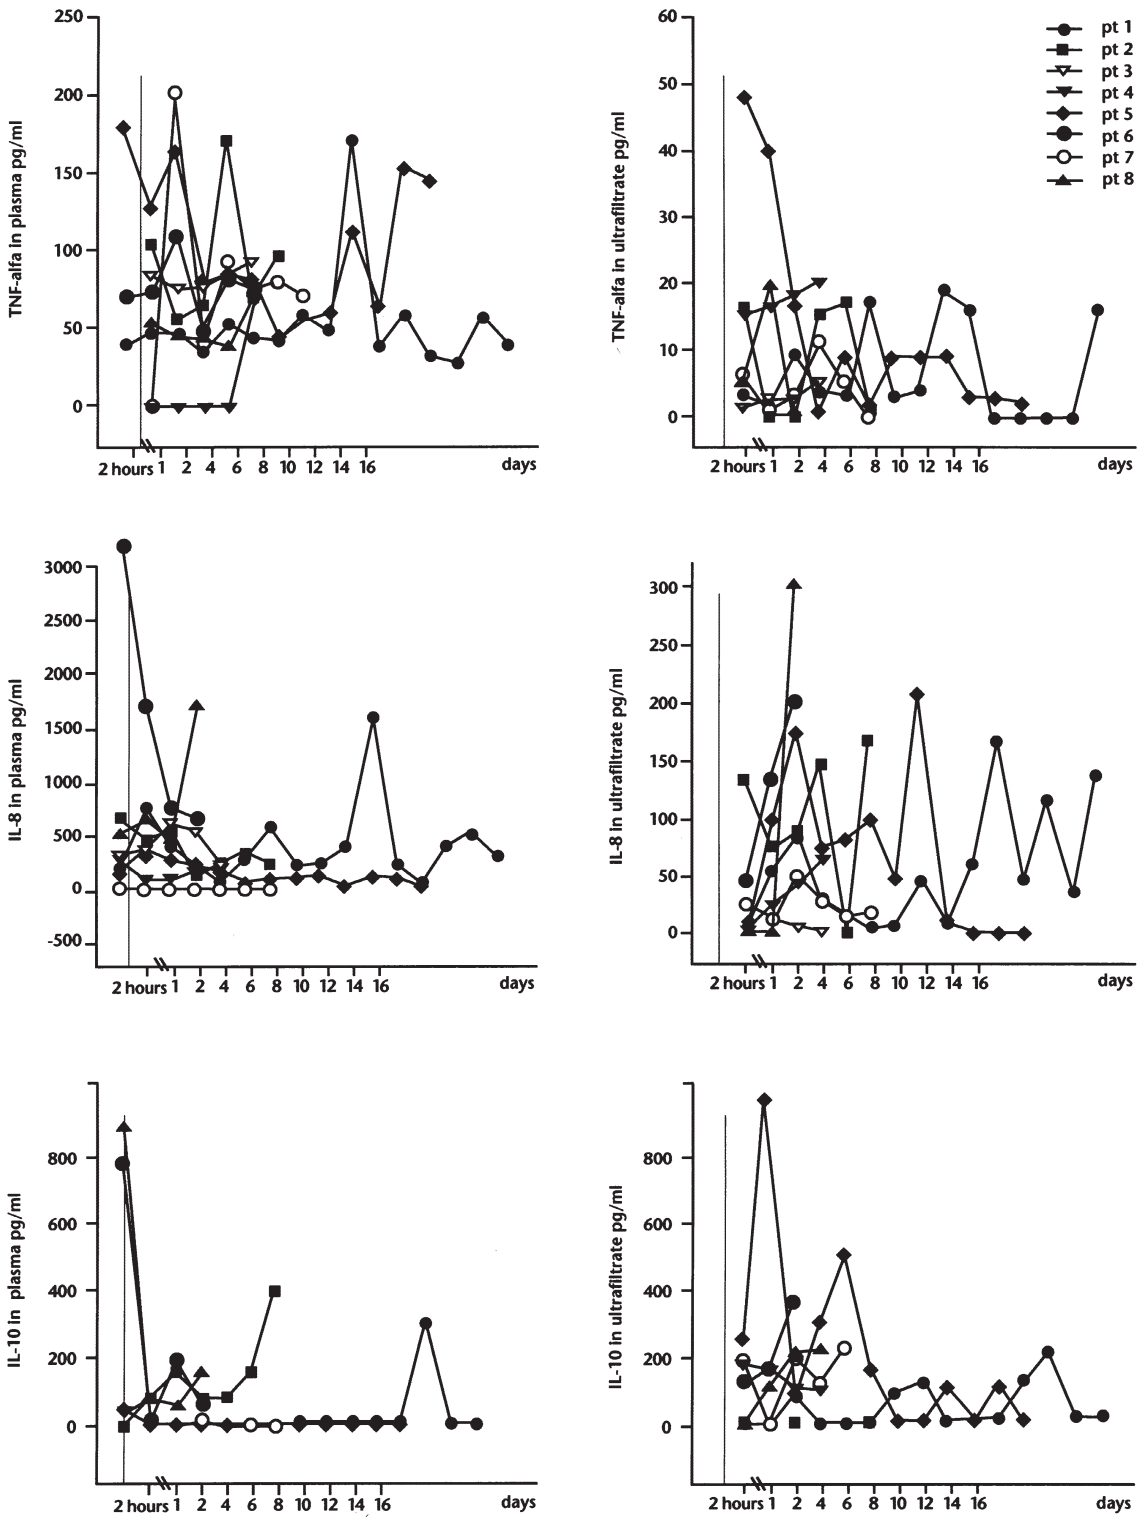 TNF-alfa in plasma pg/ml
250
200
150
100
50
0
2 hours 1 2 4 6 8 10 12 14 16 days
TNF-alfa in ultrafiltrate pg/ml
60
50
40
30
20
10
0
2 hours 1 2 4 6 8 10 12 14 16 days
pt 1
pt 2
pt 3
pt 4
pt 5
pt 6
pt 7
pt 8
IL-8 in plasma pg/ml
3000
2500
2000
1500
1000
500
0
-500
2 hours 1 2 4 6 8 10 12 14 16 days
IL-8 in ultrafiltrate pg/ml
300
250
200
150
100
50
0
2 hours 1 2 4 6 8 10 12 14 16 days
IL-10 in plasma pg/ml
800
600
400
200
0
2 hours 1 2 4 6 8 10 12 14 16 days
IL-10 in ultrafiltrate pg/ml
800
600
400
200
0
2 hours 1 2 4 6 8 10 12 14 16 days